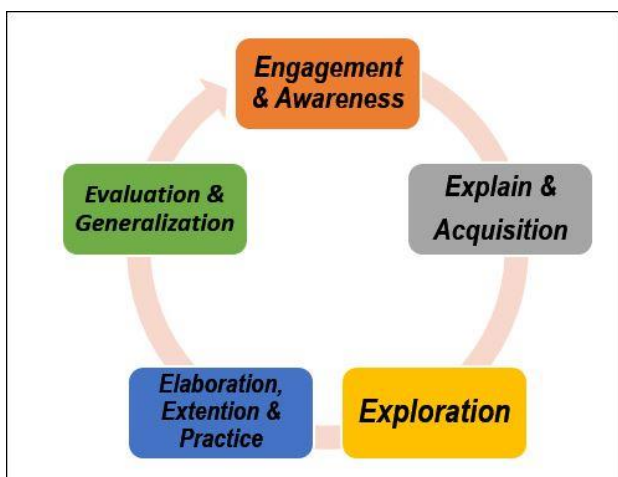 Engagement
& Awareness
Explain &
Acquisition
Exploration
Elaboration,
Extention &
Practice
Evaluation &
Generalization